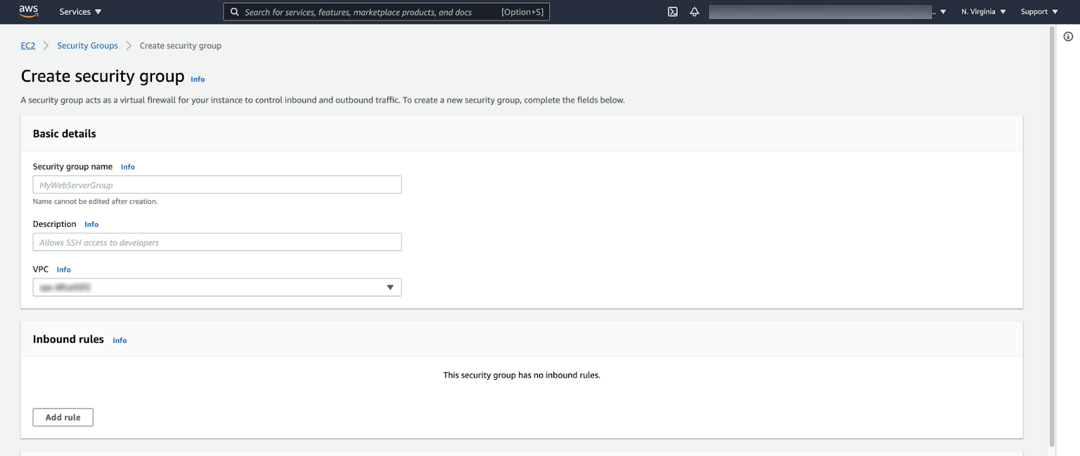 aws
Services ▼
Search for services, features, marketplace products, and docs [Option+S]
N. Virginia ▼
Support ▼
EC2 > Security Groups > Create security group
Create security group Info
A security group acts as a virtual firewall for your instance to control inbound and outbound traffic. To create a new security group, complete the fields below.
Basic details
Security group name Info
MyWebServerGroup
Name cannot be edited after creation.
Description Info
Allows SSH access to developers
VPC Info
Inbound rules Info
This security group has no inbound rules.
Add rule